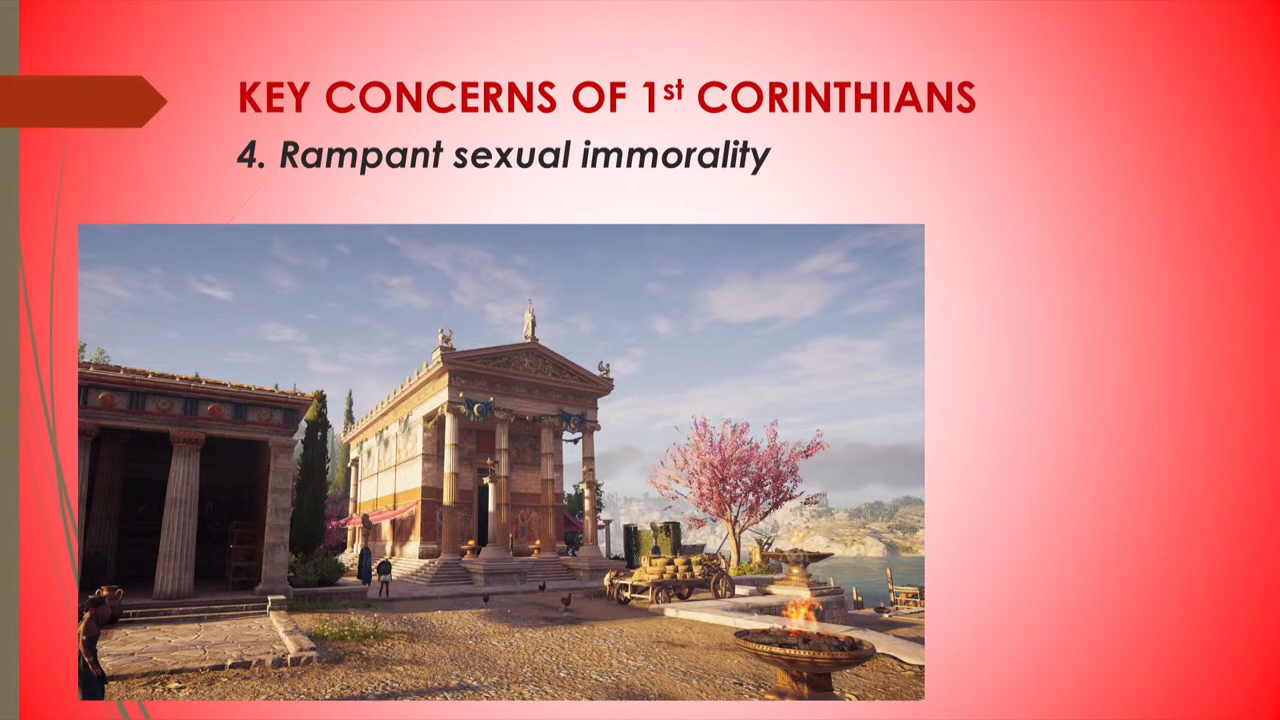 KEY CONCERNS OF 1st CORINTHIANS
4. Rampant sexual immorality